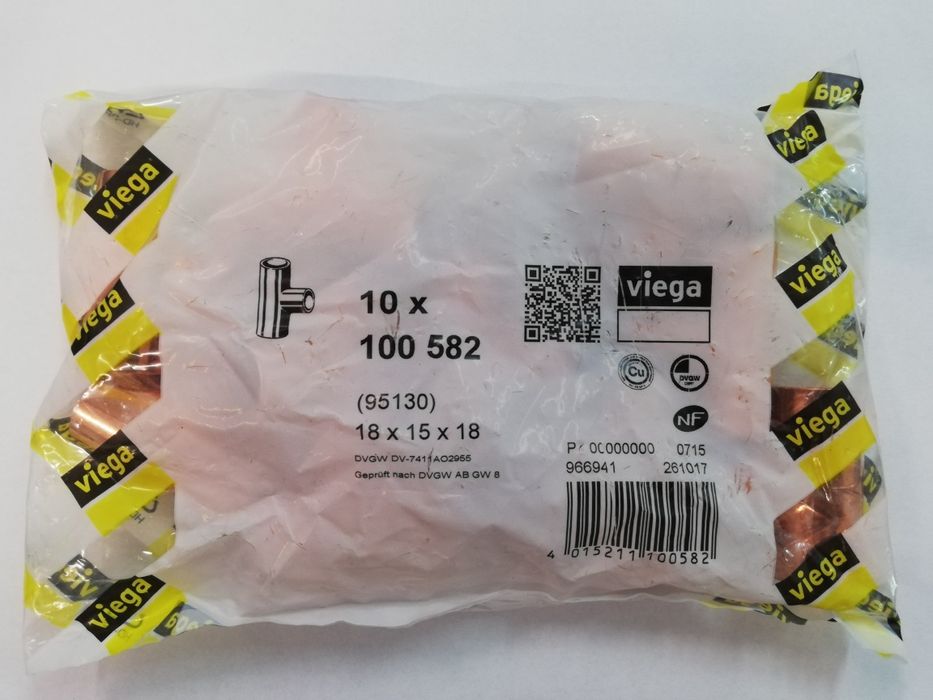 viega
viega
viega
viega
10 x
100 582
(95130)
18 x 15 x 18
DVGW DV-7411AO2955
Geprüft nach DVGW AB GW 8
viega
Cu
DVGW
NF
00000000 0715
966941 261017
4 015211 100582
viega
viega
viega
viega
viega